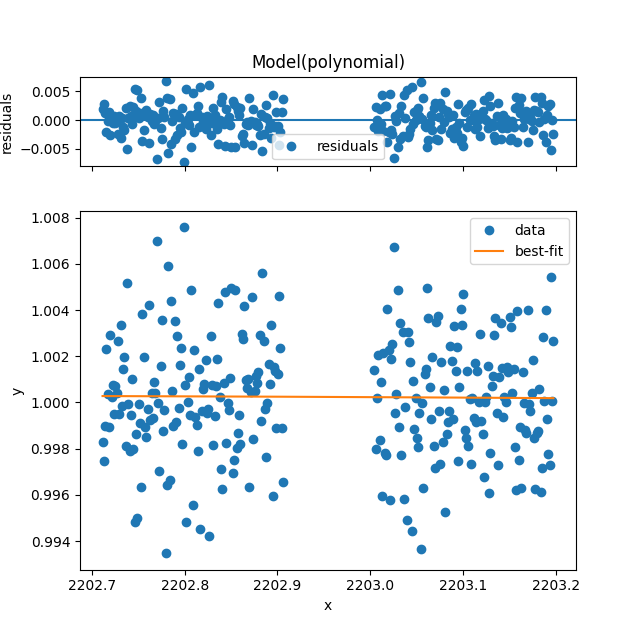 Model(polynomial)
residuals
0.005
0.000
−0.005
residuals
1.008
1.006
1.004
1.002
1.000
0.998
0.996
0.994
y
data
best-fit
2202.7 2202.8 2202.9 2203.0 2203.1 2203.2
x